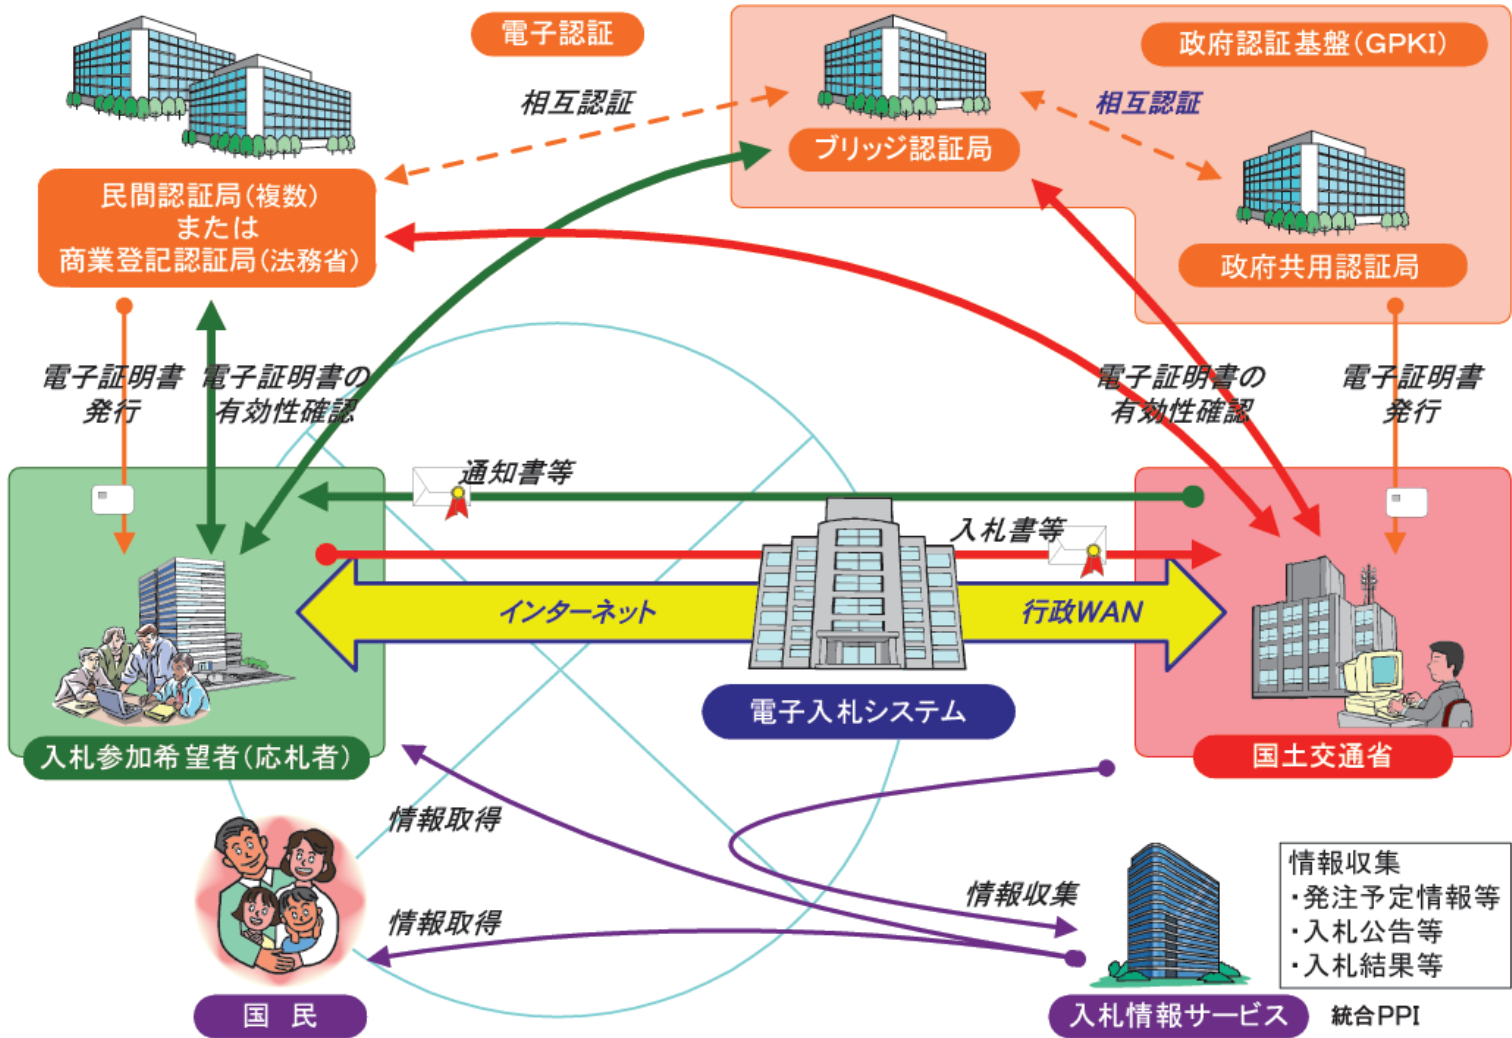 電子認証
政府認証基盤（GPKI）
相互認証
相互認証
ブリッジ認証局
民間認証局（複数）
または
商業登記認証局（法務省）
政府共用認証局
電子証明書
発行
電子証明書の
有効性確認
電子証明書の
有効性確認
電子証明書
発行
通知書等
入札書等
インターネット
行政WAN
電子入札システム
入札参加希望者（応札者）
国土交通省
情報取得
情報収集
情報取得
情報収集
・発注予定情報等
・入札公告等
・入札結果等
国民
入札情報サービス
統合PPI